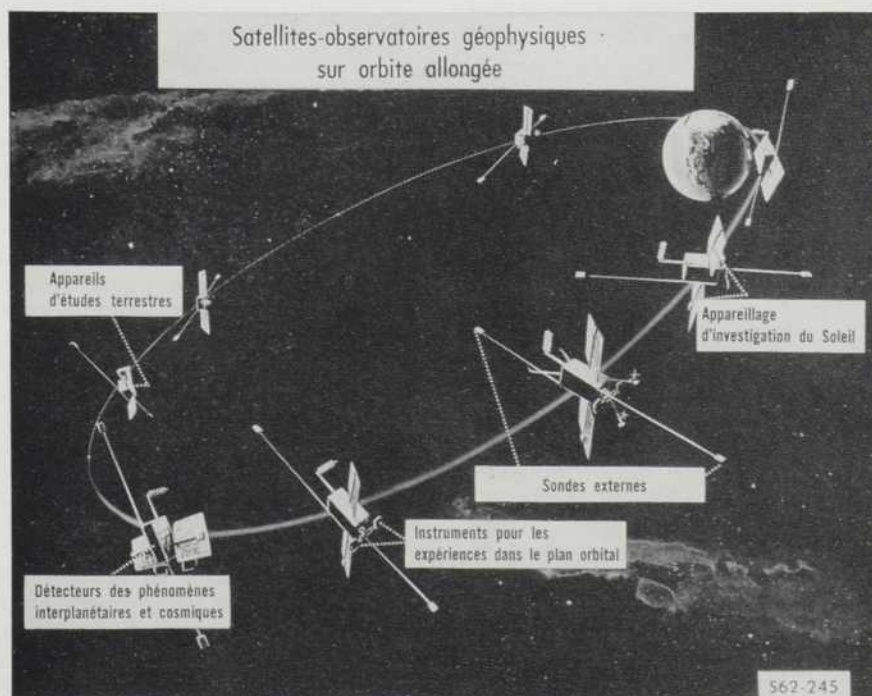 Satellites-observatoires géophysiques
sur orbite allongée
Appareils
d'études terrestres
Appareillage
d'investigation du Soleil
Sondes externes
Instruments pour les
expériences dans le plan orbital
Détecteurs des phénomènes
interplanétaires et cosmiques
S62-245